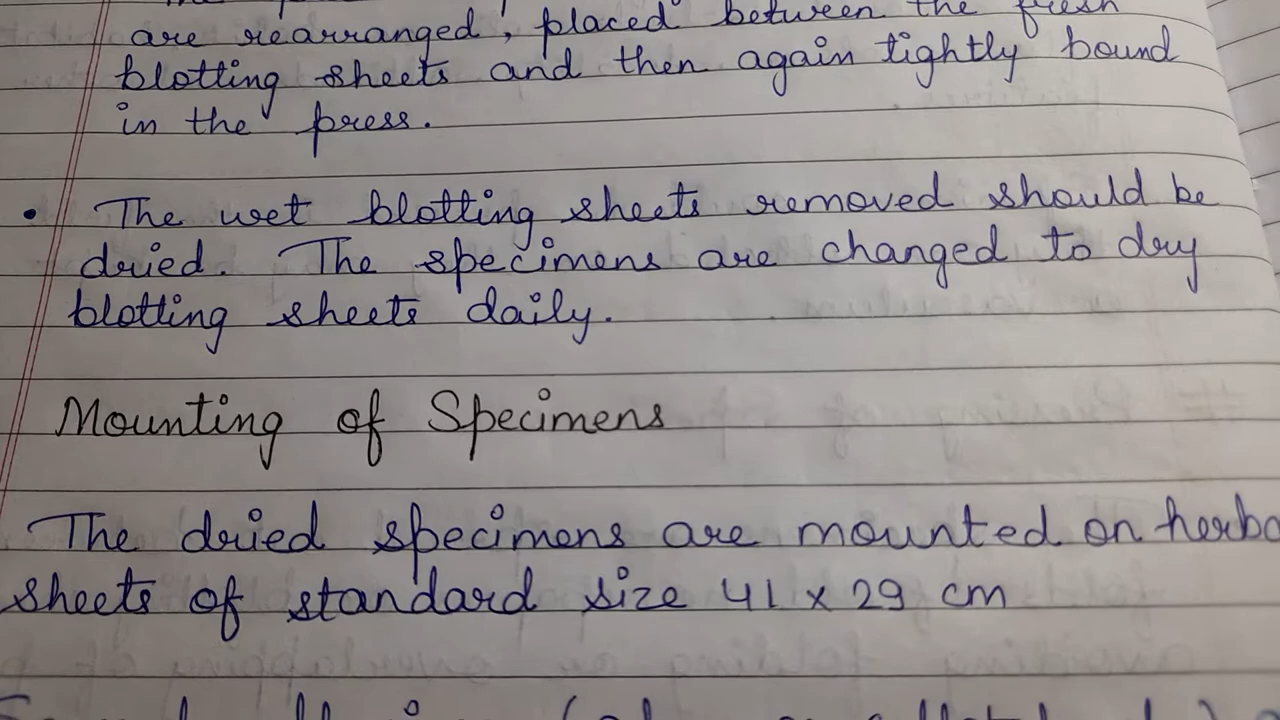 are rearranged, placed between the fresh
blotting sheets and then again tightly bound
in the press.
• The wet blotting sheets removed should be
dried. The specimens are changed to dry
blotting sheets daily.
Mounting of Specimens
The dried specimens are mounted on herba
sheets of standard size 41 x 29 cm